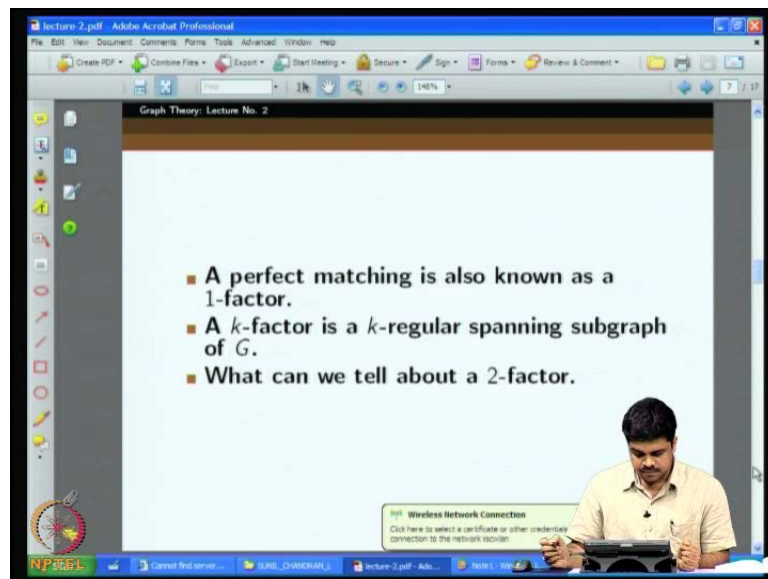 lecture-2.pdf - Adobe Acrobat Professional
File Edit View Document Comments Forms Tools Advanced Window Help
Create PDF Combine Files Export Start Meeting Secure Sign Forms Review & Comment
148% 7 / 17
Graph Theory: Lecture No. 2
A perfect matching is also known as a
1-factor.
A k-factor is a k-regular spanning subgraph
of G.
What can we tell about a 2-factor.
Wireless Network Connection
Click here to select a certificate or other credentials
connection to the network
NPTEL
Cannot find server ... SUNIL_CHANDRAN_L lecture-2.pdf - Ado... Note1 - Win